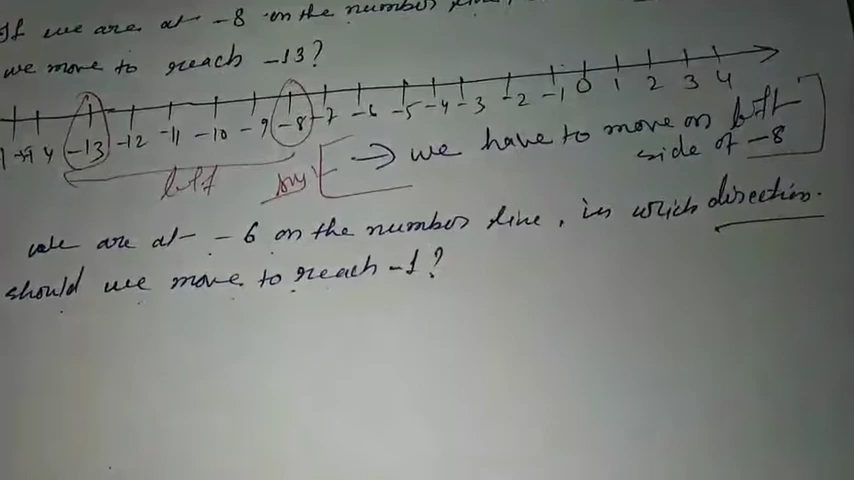 If we are at -8 on the number line,
we move to reach -13?
-13 -12 -11 -10 -9 -8 -7 -6 -5 -4 -3 -2 -1 0 1 2 3 4
left
Ans → we have to move on left
side of -8
we are at -6 on the number line, in which direction.
should we move to reach -1?